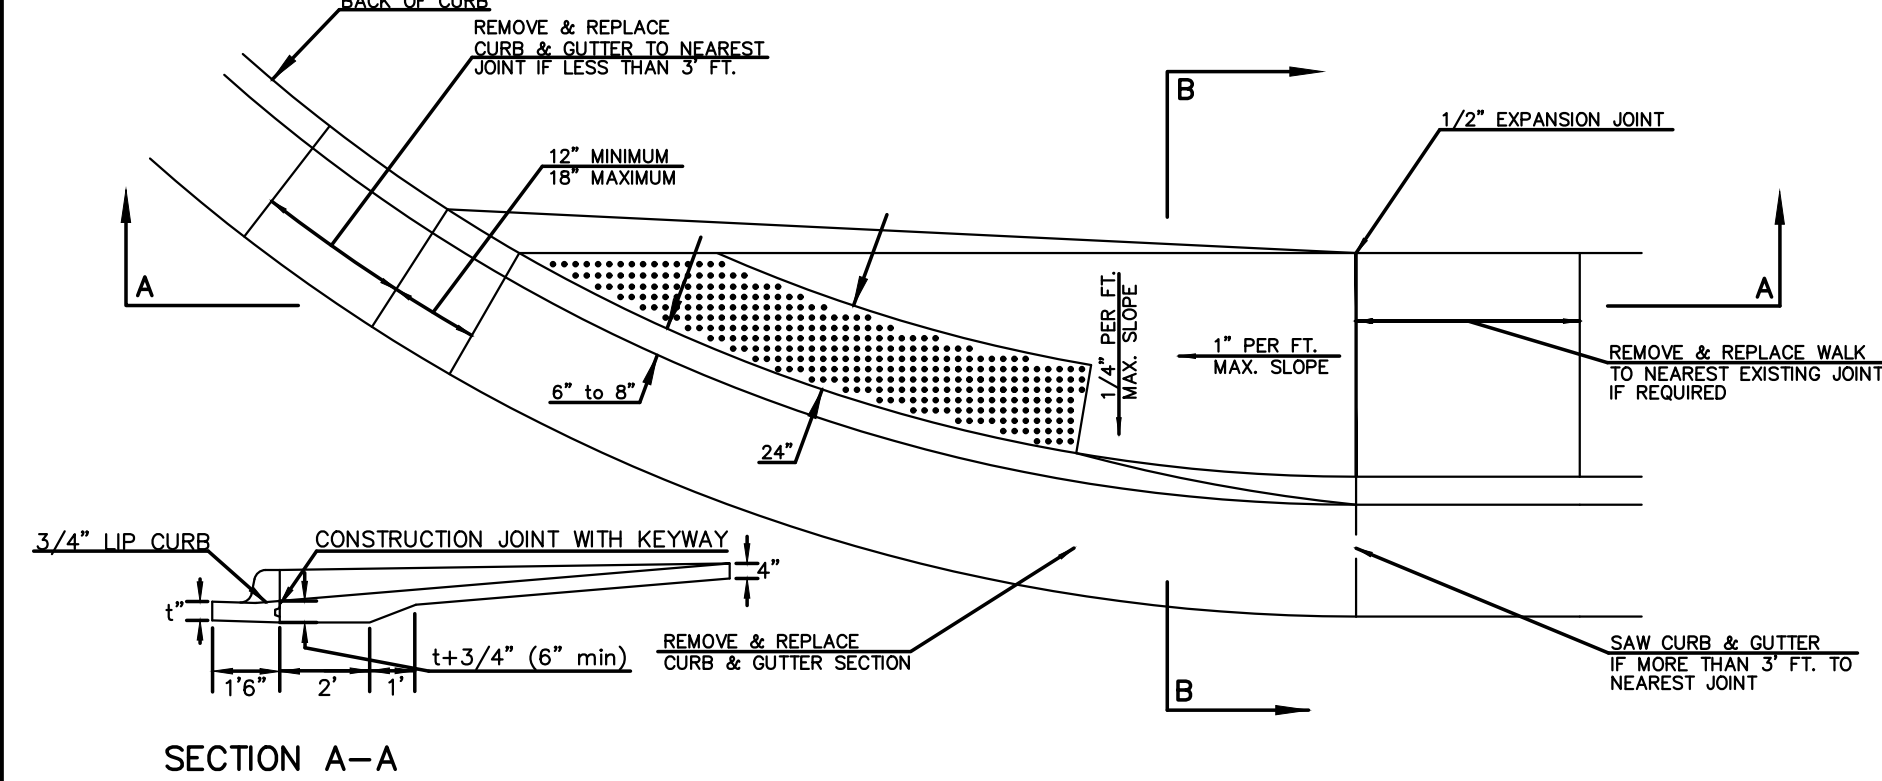 BACK OF CURB
REMOVE & REPLACE
CURB & GUTTER TO NEAREST
JOINT IF LESS THAN 3' FT.
B
1/2" EXPANSION JOINT
12" MINIMUM
18" MAXIMUM
A
A
1/4" PER FT.
MAX. SLOPE
1" PER FT.
MAX. SLOPE
REMOVE & REPLACE WALK
TO NEAREST EXISTING JOINT
IF REQUIRED
6" to 8"
24"
3/4" LIP CURB
CONSTRUCTION JOINT WITH KEYWAY
4"
t"
t+3/4" (6" min)
1'6"
2'
1'
REMOVE & REPLACE
CURB & GUTTER SECTION
SAW CURB & GUTTER
IF MORE THAN 3' FT. TO
NEAREST JOINT
B
SECTION A-A